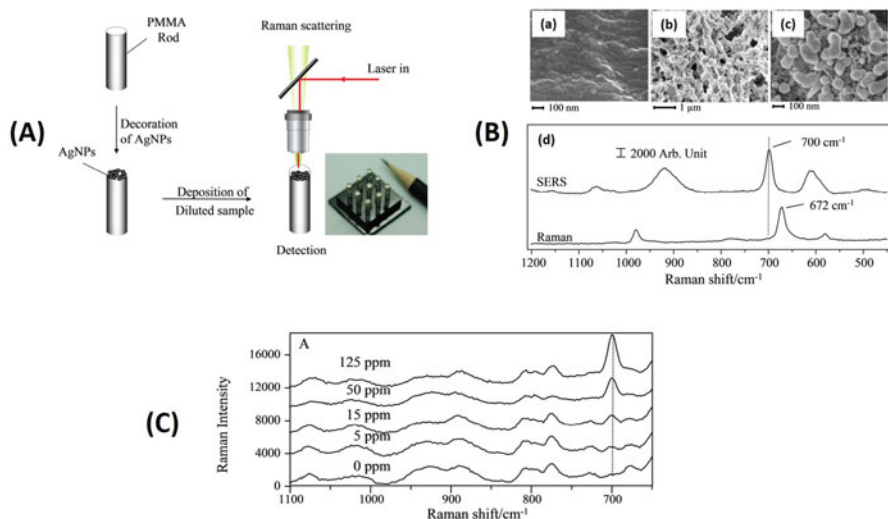 PMMA
Rod
(A)
Decoration
of AgNPs
AgNPs
Deposition of
Diluted sample
Raman scattering
Laser in
Detection
(B)
(a)
(b)
(c)
100 nm
1 µm
100 nm
(d)
2000 Arb. Unit
700 cm-1
SERS
672 cm-1
Raman
1200 1100 1000 900 800 700 600 500
Raman shift/cm-1
(C)
A
Raman Intensity
16000
12000
8000
4000
0
125 ppm
50 ppm
15 ppm
5 ppm
0 ppm
1100 1000 900 800 700
Raman shift/cm-1